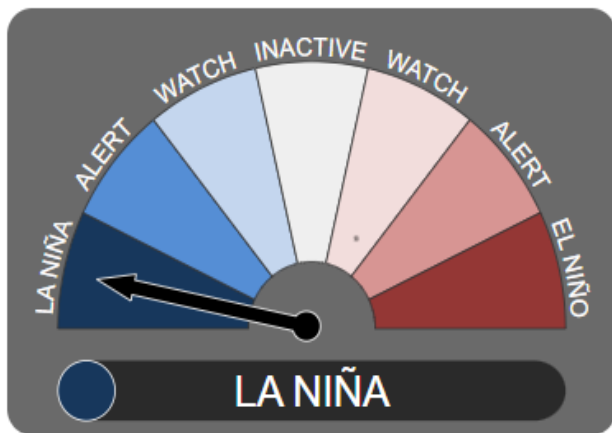 LA NIÑA
ALERT
WATCH
INACTIVE
WATCH
ALERT
EL NIÑO
LA NIÑA